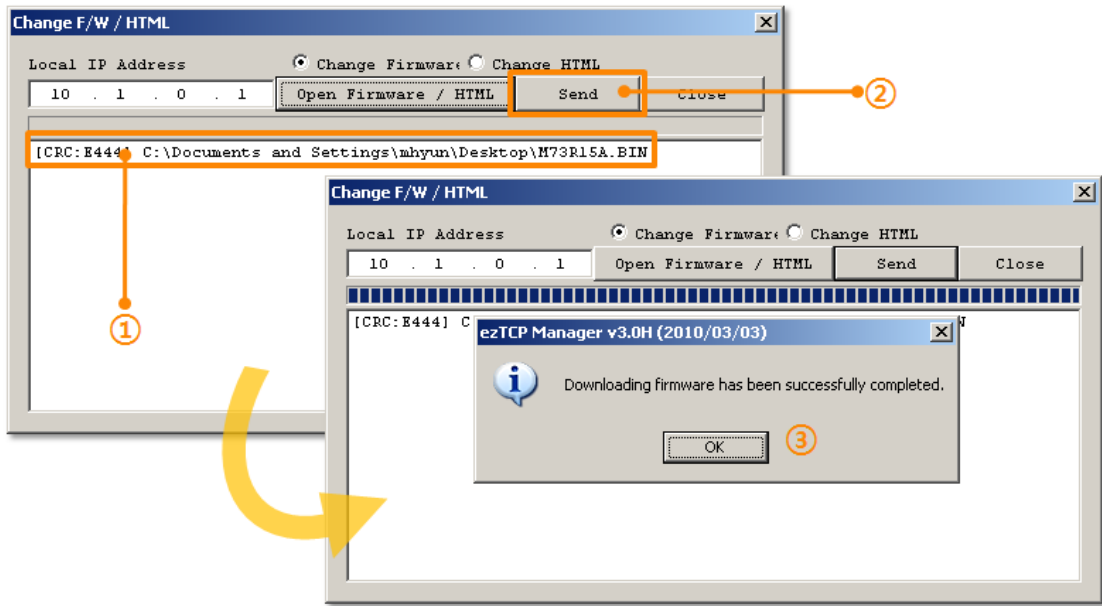 Change F/W / HTML
Local IP Address
Change Firmware Change HTML
10 . 1 . 0 . 1
Open Firmware / HTML
Send
Close
②
[CRC:E444] C:\Documents and Settings\mhyun\Desktop\M73R15A.BIN
①
Change F/W / HTML
Local IP Address
Change Firmware Change HTML
10 . 1 . 0 . 1
Open Firmware / HTML
Send
Close
[CRC:E444] C
ezTCP Manager v3.0H (2010/03/03)
Downloading firmware has been successfully completed.
OK
③